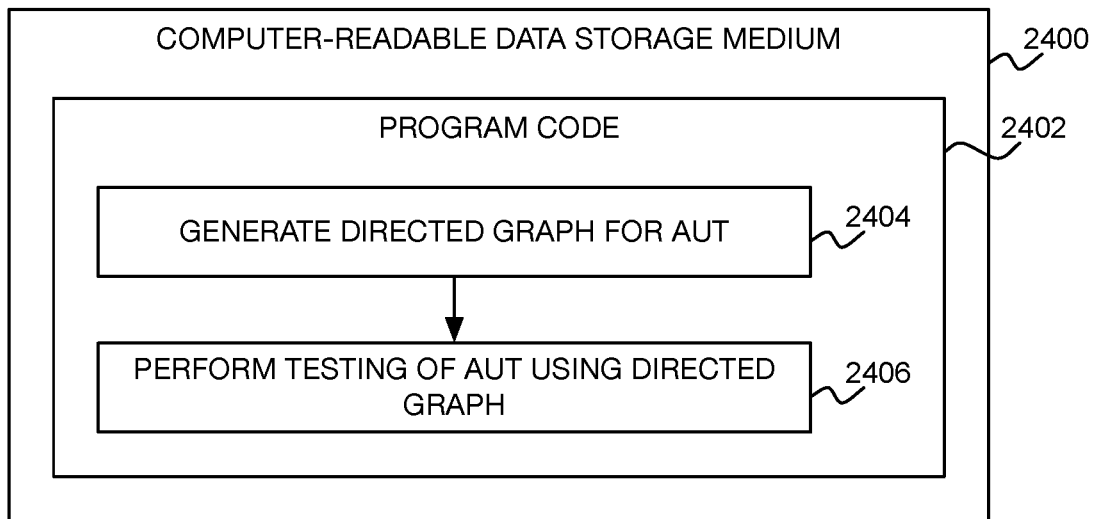 COMPUTER-READABLE DATA STORAGE MEDIUM
2400
PROGRAM CODE
2402
GENERATE DIRECTED GRAPH FOR AUT
2404
PERFORM TESTING OF AUT USING DIRECTED
GRAPH
2406